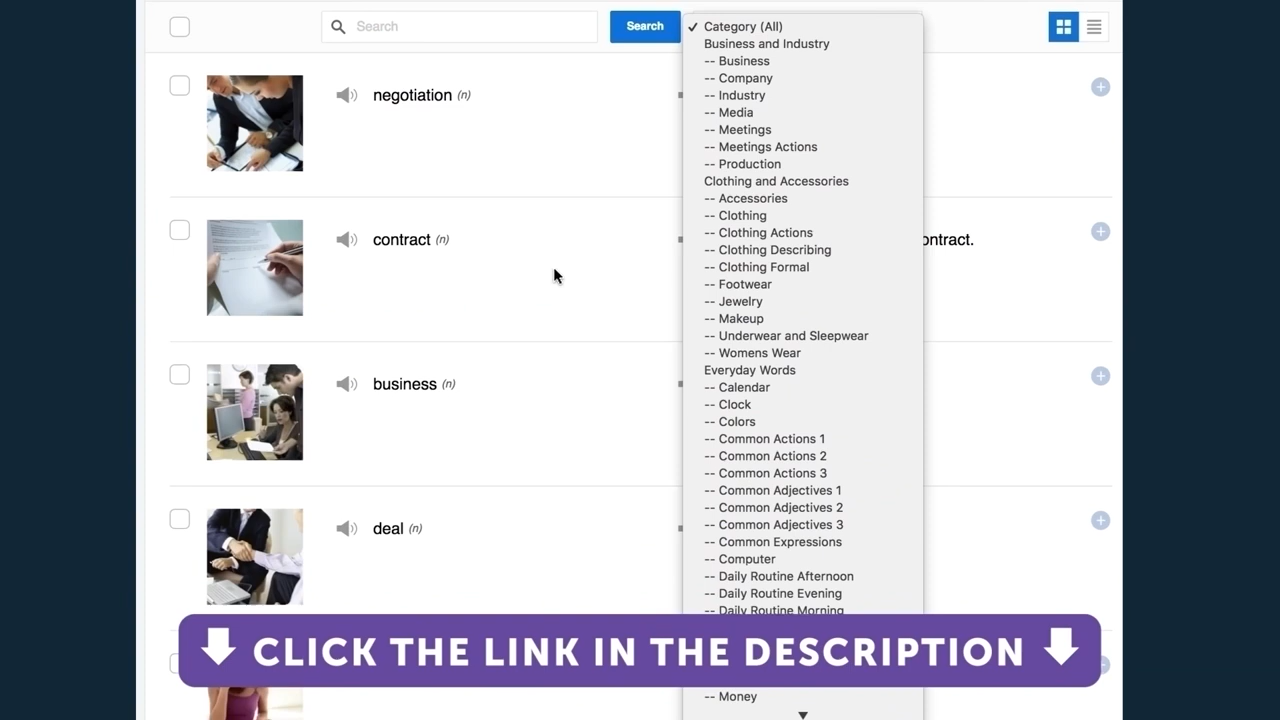 Search
Search
Category (All)
Business and Industry
-- Business
-- Company
-- Industry
-- Media
-- Meetings
-- Meetings Actions
-- Production
Clothing and Accessories
-- Accessories
-- Clothing
-- Clothing Actions
-- Clothing Describing
-- Clothing Formal
-- Footwear
-- Jewelry
-- Makeup
-- Underwear and Sleepwear
-- Womens Wear
Everyday Words
-- Calendar
-- Clock
-- Colors
-- Common Actions 1
-- Common Actions 2
-- Common Actions 3
-- Common Adjectives 1
-- Common Adjectives 2
-- Common Adjectives 3
-- Common Expressions
-- Computer
-- Daily Routine Afternoon
-- Daily Routine Evening
-- Daily Routine Morning
-- Money
negotiation (n)
contract (n)
ontract.
business (n)
deal (n)
CLICK THE LINK IN THE DESCRIPTION